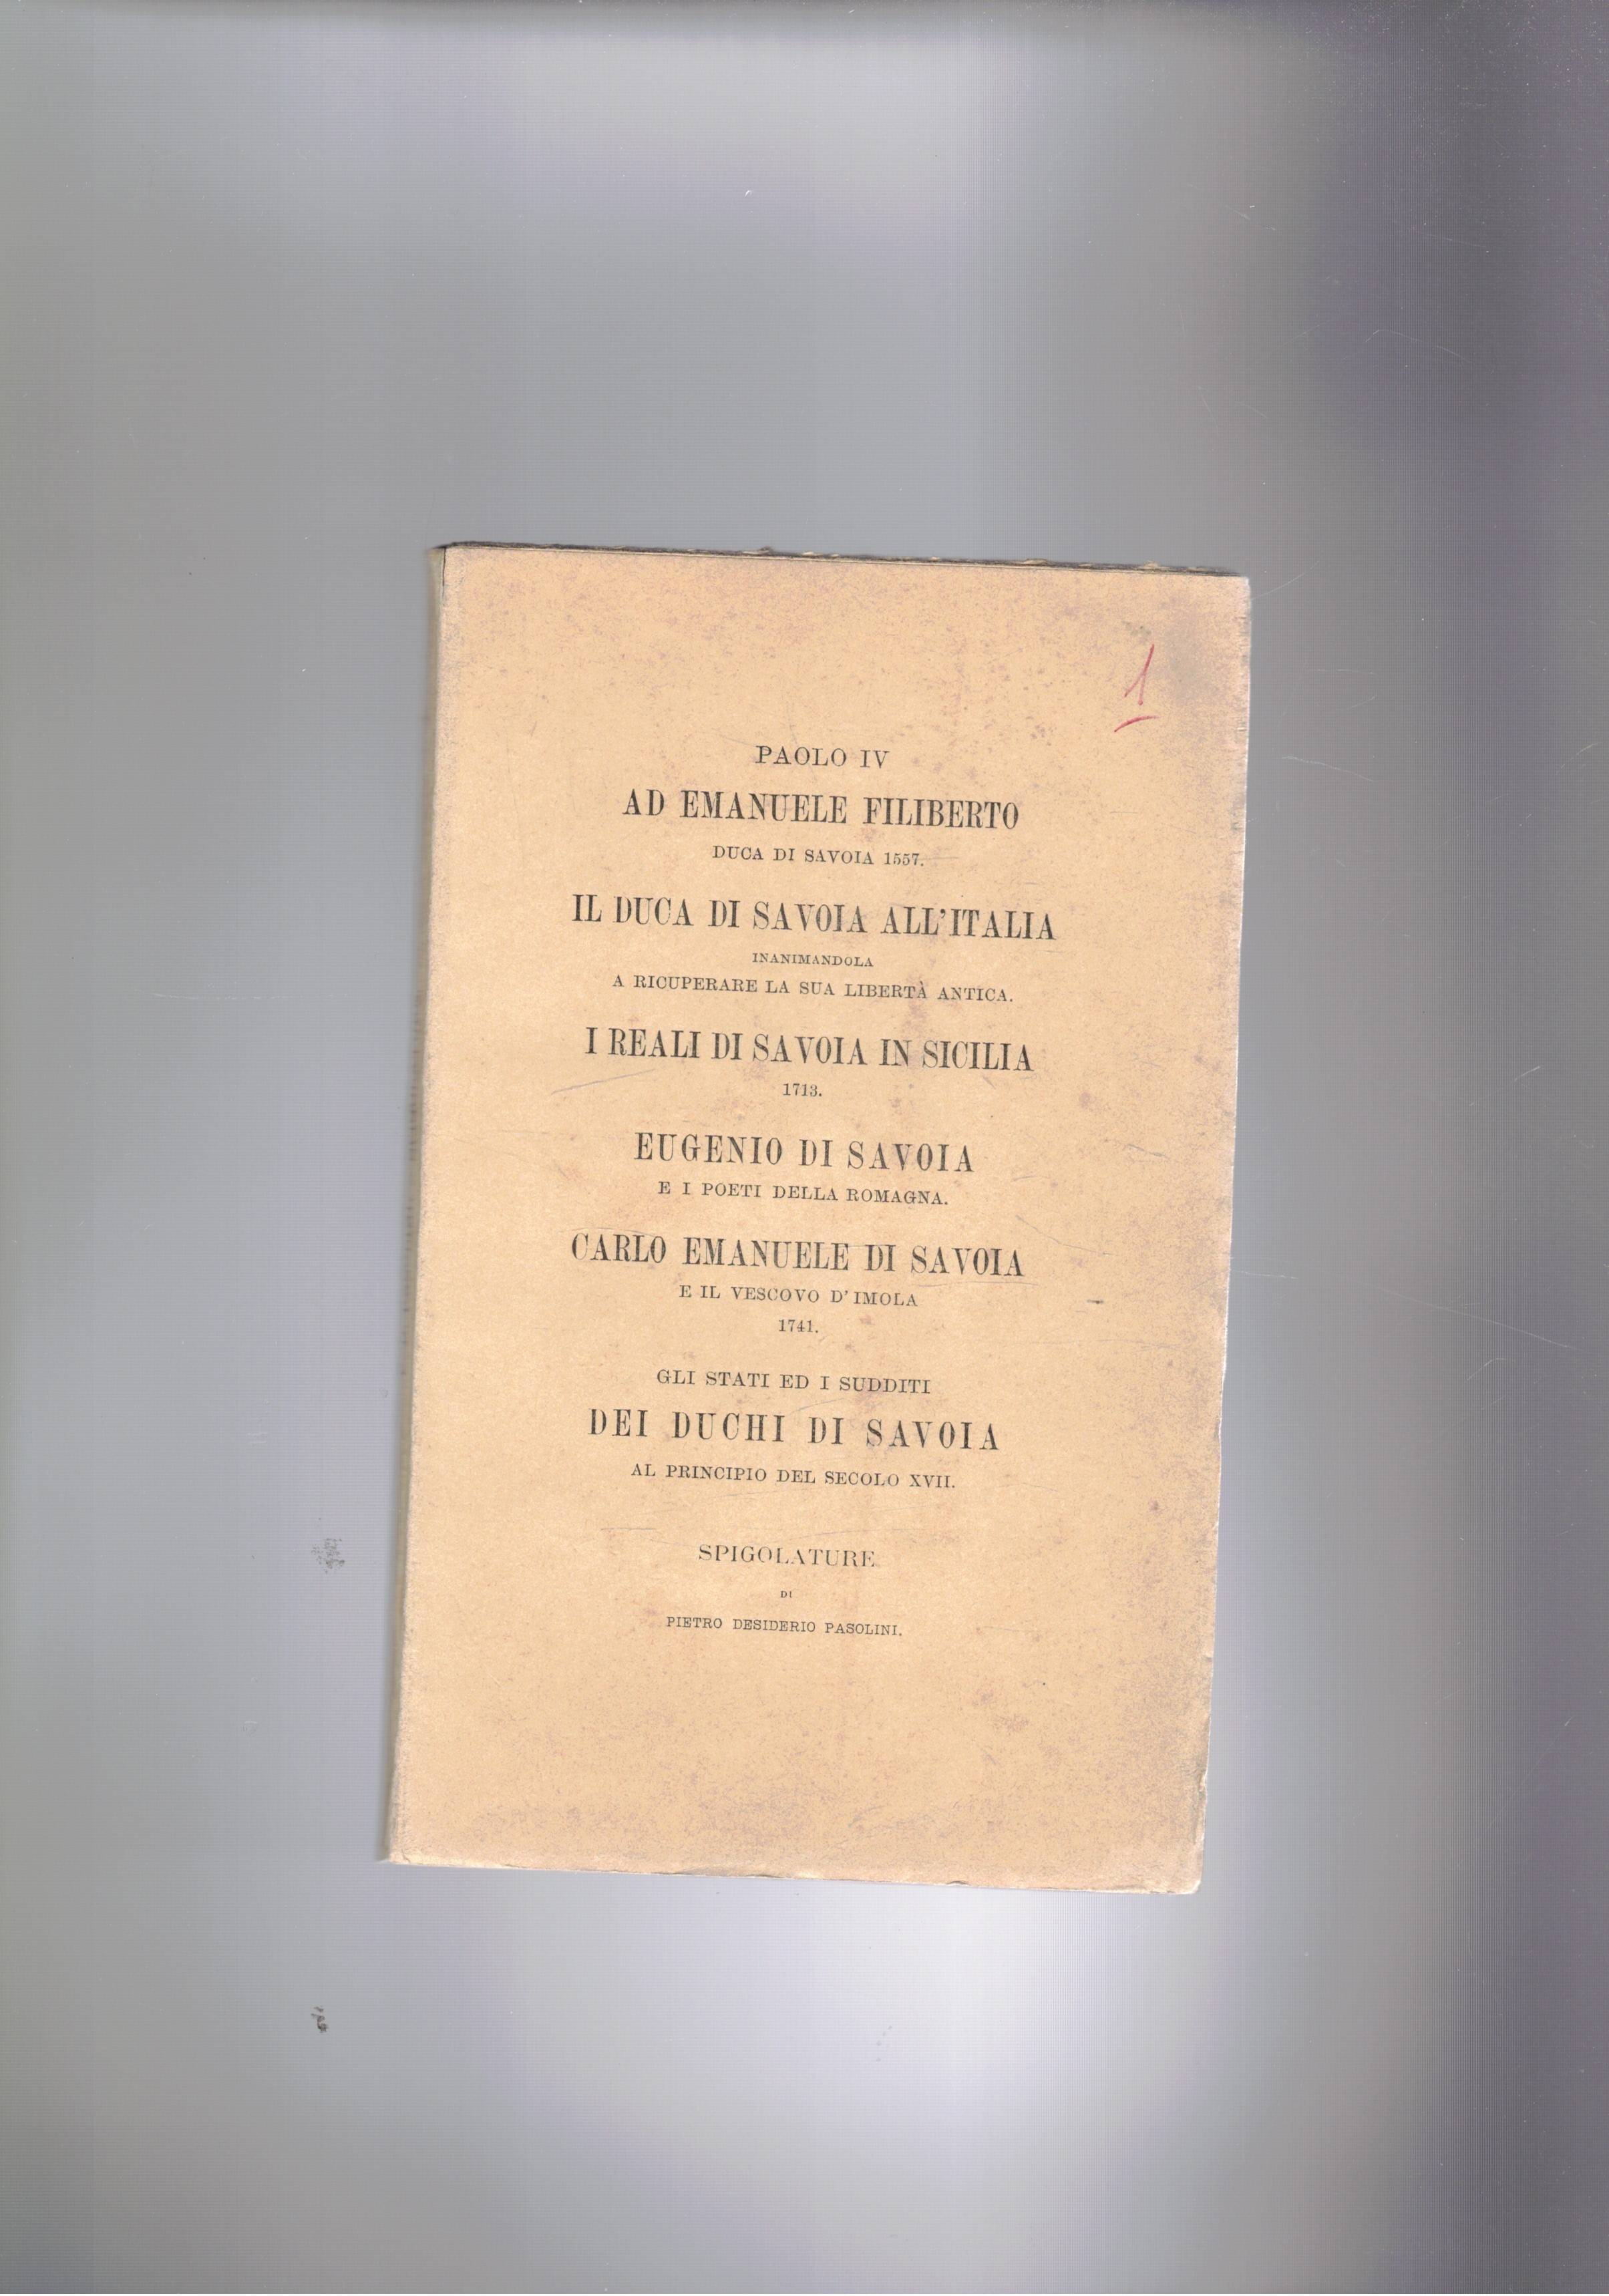 1
PAOLO IV
AD EMANUELE FILIBERTO
DUCA DI SAVOIA 1557.
IL DUCA DI SAVOIA ALL'ITALIA
INANIMANDOLA
A RICUPERARE LA SUA LIBERTÀ ANTICA.
I REALI DI SAVOIA IN SICILIA
1713.
EUGENIO DI SAVOIA
E I POETI DELLA ROMAGNA.
CARLO EMANUELE DI SAVOIA
E IL VESCOVO D'IMOLA
1741.
GLI STATI ED I SUDDITI
DEI DUCHI DI SAVOIA
AL PRINCIPIO DEL SECOLO XVII.
SPIGOLATURE
DI
PIETRO DESIDERIO PASOLINI.